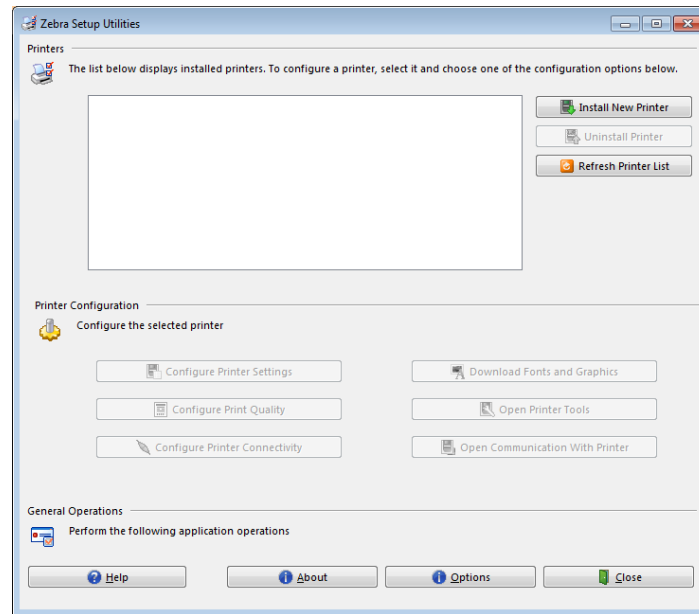 Zebra Setup Utilities
Printers
The list below displays installed printers. To configure a printer, select it and choose one of the configuration options below.
Install New Printer
Uninstall Printer
Refresh Printer List
Printer Configuration
Configure the selected printer
Configure Printer Settings
Download Fonts and Graphics
Configure Print Quality
Open Printer Tools
Configure Printer Connectivity
Open Communication With Printer
General Operations
Perform the following application operations
Help
About
Options
Close